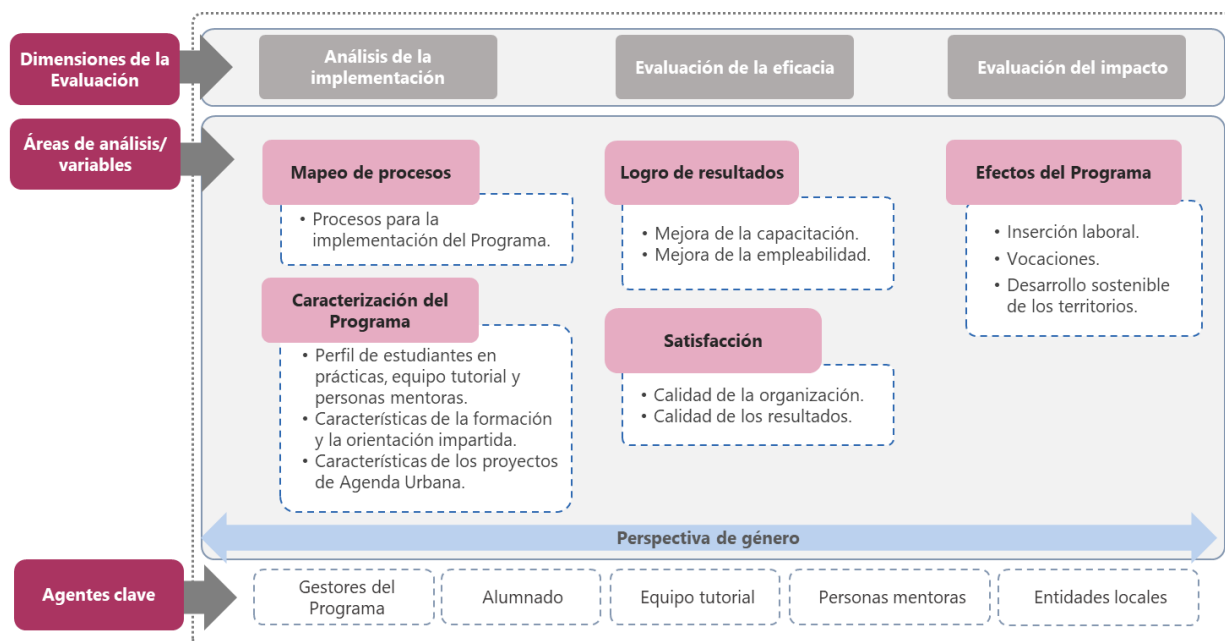 Dimensiones de la
Evaluación
Análisis de la
implementación
Evaluación de la eficacia
Evaluación del impacto
Áreas de análisis/
variables
Mapeo de procesos
• Procesos para la
implementación del Programa.
Caracterización del
Programa
• Perfil de estudiantes en
prácticas, equipo tutorial y
personas mentoras.
• Características de la formación
y la orientación impartida.
• Características de los proyectos
de Agenda Urbana.
Logro de resultados
• Mejora de la capacitación.
• Mejora de la empleabilidad.
Satisfacción
• Calidad de la organización.
• Calidad de los resultados.
Efectos del Programa
• Inserción laboral.
• Vocaciones.
• Desarrollo sostenible
de los territorios.
Perspectiva de género
Agentes clave
Gestores del
Programa
Alumnado
Equipo tutorial
Personas mentoras
Entidades locales